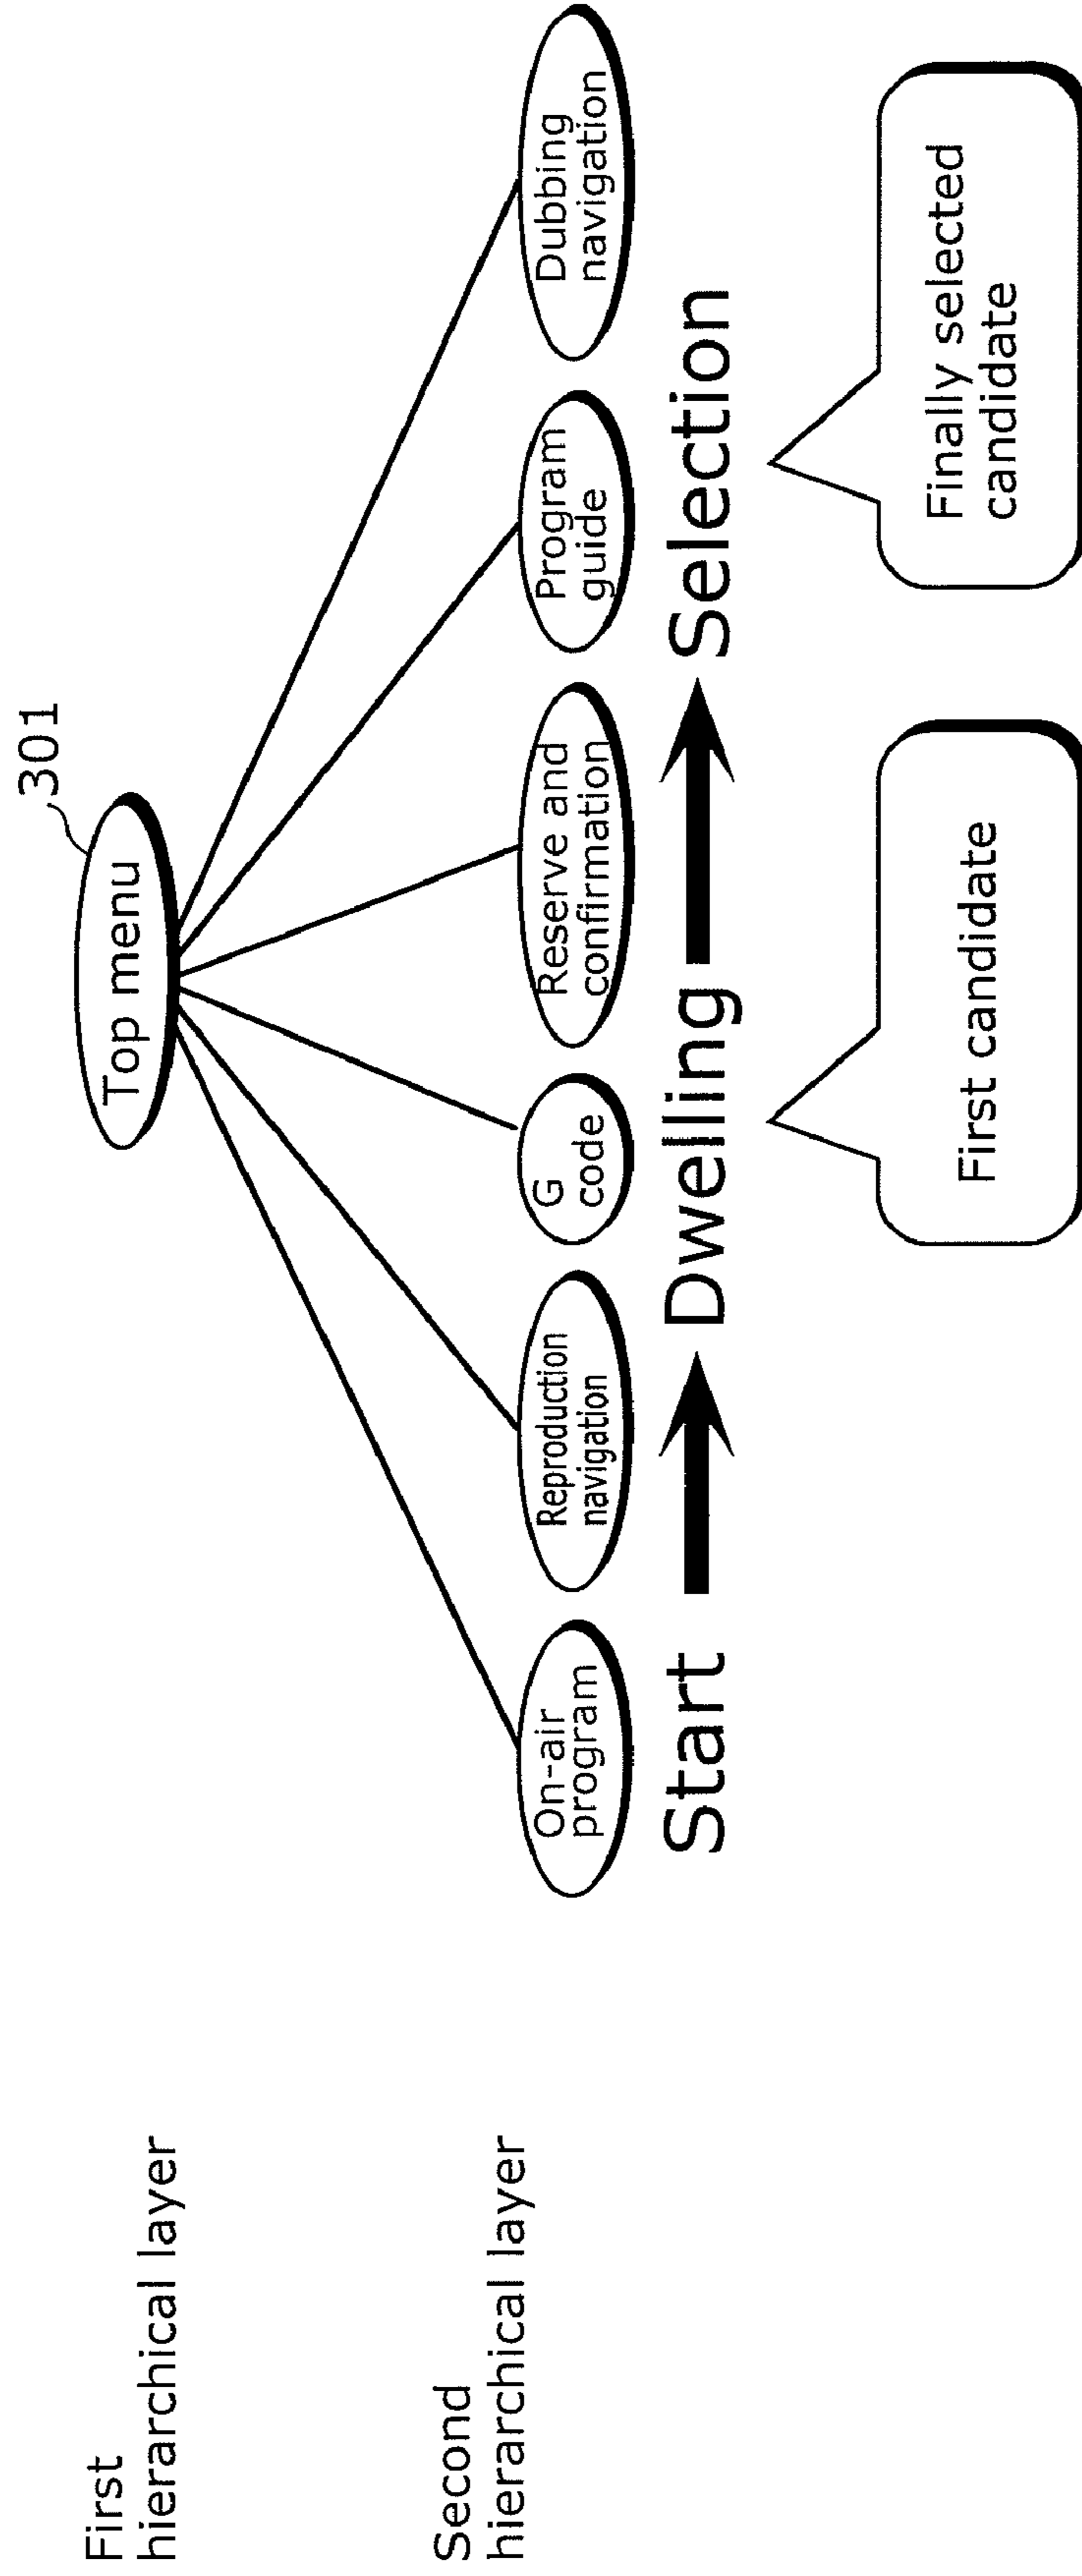 First
hierarchical layer
301
Top menu
Second
hierarchical layer
On-air
program
Reproduction
navigation
G
code
Reserve and
confirmation
Program
guide
Dubbing
navigation
Start
Dwelling
Selection
First candidate
Finally selected
candidate